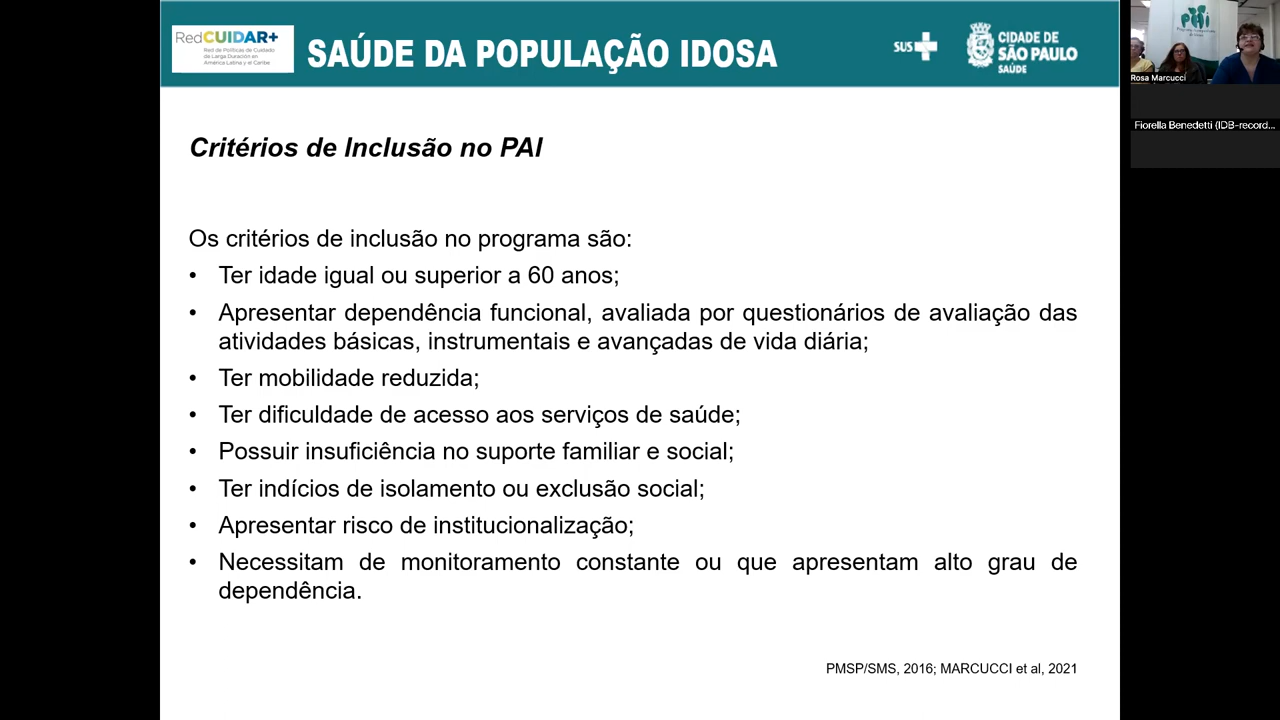 RedCUIDAR+
Red de Políticas de Cuidado
de Larga Duración en
América Latina y el Caribe
SAÚDE DA POPULAÇÃO IDOSA
SUS
CIDADE DE
SÃO PAULO
SAÚDE
Critérios de Inclusão no PAI
Os critérios de inclusão no programa são:
• Ter idade igual ou superior a 60 anos;
• Apresentar dependência funcional, avaliada por questionários de avaliação das
atividades básicas, instrumentais e avançadas de vida diária;
• Ter mobilidade reduzida;
• Ter dificuldade de acesso aos serviços de saúde;
• Possuir insuficiência no suporte familiar e social;
• Ter indícios de isolamento ou exclusão social;
• Apresentar risco de institucionalização;
• Necessitam de monitoramento constante ou que apresentam alto grau de
dependência.
PMSP/SMS, 2016; MARCUCCI et al, 2021
Rosa Marcucci
Fiorella Benedetti (IDB-record...